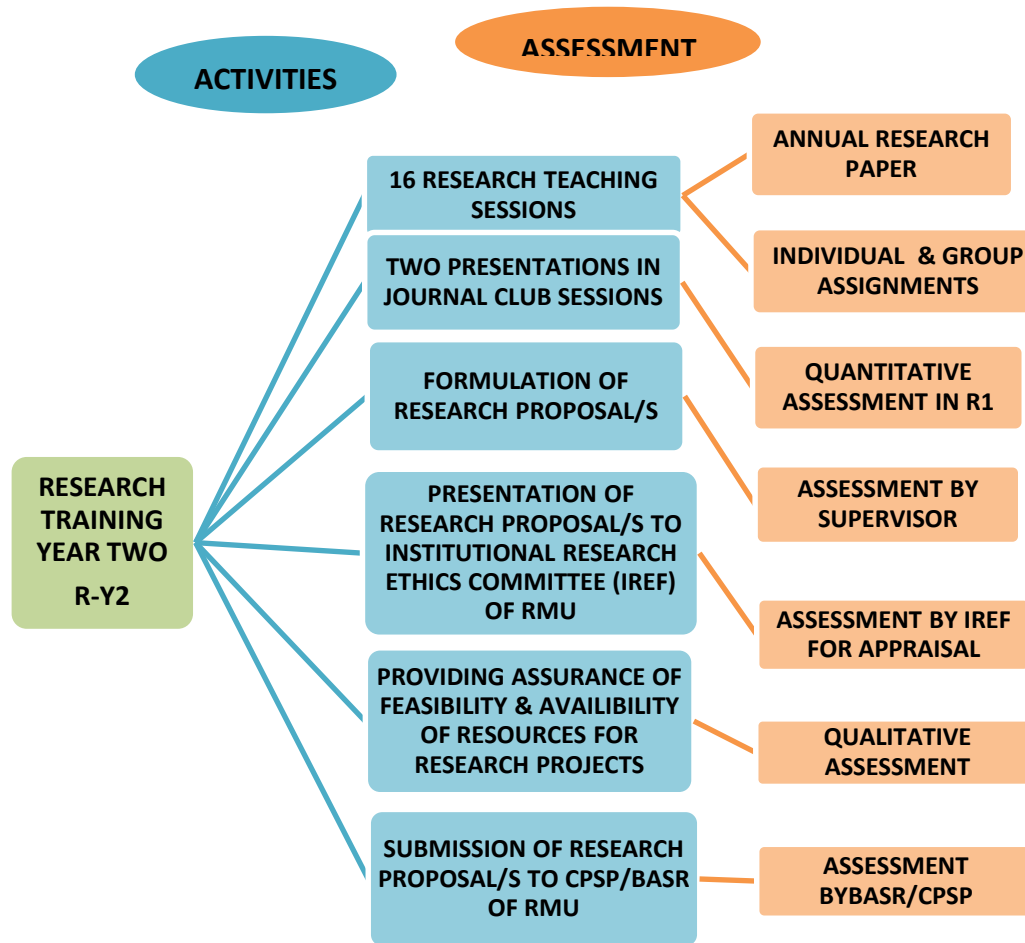 ACTIVITIES
ASSESSMENT
RESEARCH
TRAINING
YEAR TWO
R-Y2
16 RESEARCH TEACHING
SESSIONS
TWO PRESENTATIONS IN
JOURNAL CLUB SESSIONS
FORMULATION OF
RESEARCH PROPOSAL/S
PRESENTATION OF
RESEARCH PROPOSAL/S TO
INSTITUTIONAL RESEARCH
ETHICS COMMITTEE (IREF)
OF RMU
PROVIDING ASSURANCE OF
FEASIBILITY & AVAILIBILITY
OF RESOURCES FOR
RESEARCH PROJECTS
SUBMISSION OF RESEARCH
PROPOSAL/S TO CPSP/BASR
OF RMU
ANNUAL RESEARCH
PAPER
INDIVIDUAL & GROUP
ASSIGNMENTS
QUANTITATIVE
ASSESSMENT IN R1
ASSESSMENT BY
SUPERVISOR
ASSESSMENT BY IREF
FOR APPRAISAL
QUALITATIVE
ASSESSMENT
ASSESSMENT
BYBASR/CPSP